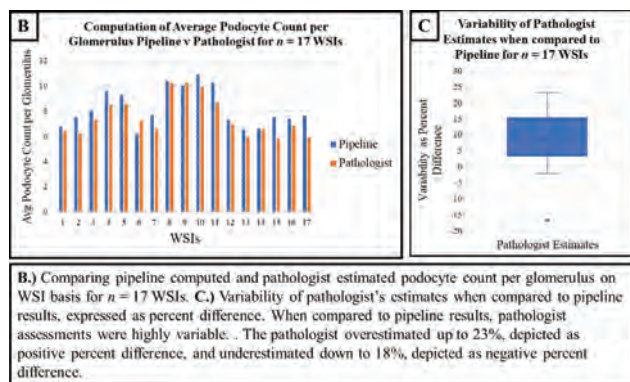 B
Computation of Average Podocyte Count per
Glomerulus Pipeline v Pathologist for n = 17 WSIs
Avg Podocyte Count per Glomerulus
12
10
8
6
4
2
0
1 2 3 4 5 6 7 8 9 10 11 12 13 14 15 16 17
WSIs
Pipeline
Pathologist
C
Variability of Pathologist
Estimates when compared to
Pipeline for n = 17 WSIs
Variability as Percent
Difference
30
25
20
15
10
5
0
-5
-10
-15
-20
Pathologist Estimates
B.) Comparing pipeline computed and pathologist estimated podocyte count per glomerulus on
WSI basis for n = 17 WSIs. C.) Variability of pathologist's estimates when compared to pipeline
results, expressed as percent difference. When compared to pipeline results, pathologist
assessments were highly variable. . The pathologist overestimated up to 23%, depicted as
positive percent difference, and underestimated down to 18%, depicted as negative percent
difference.